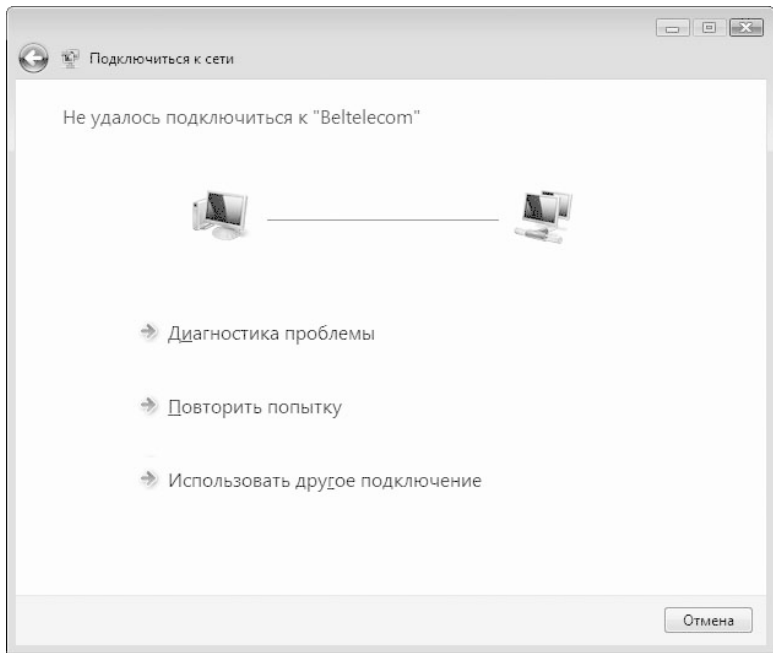 Подключиться к сети
Не удалось подключиться к "Beltelecom"
Диагностика проблемы
Повторить попытку
Использовать другое подключение
Отмена